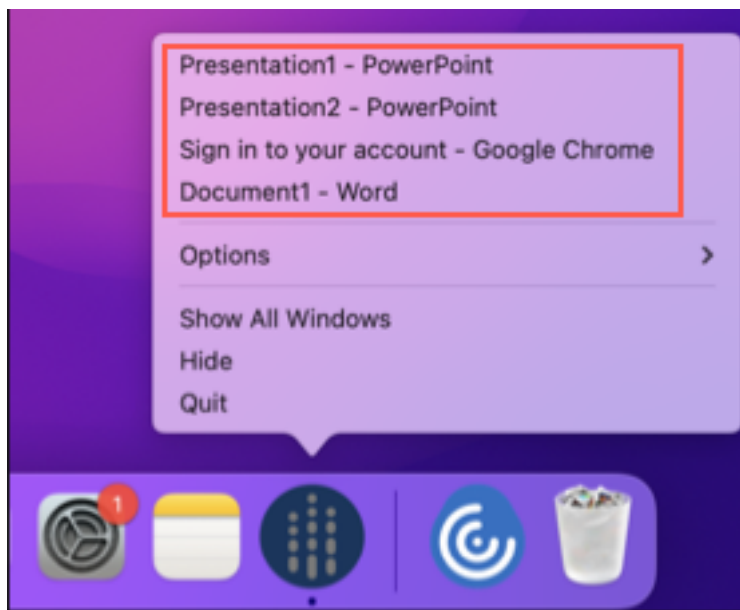 Presentation1 - PowerPoint
Presentation2 - PowerPoint
Sign in to your account - Google Chrome
Document1 - Word
Options
Show All Windows
Hide
Quit
1